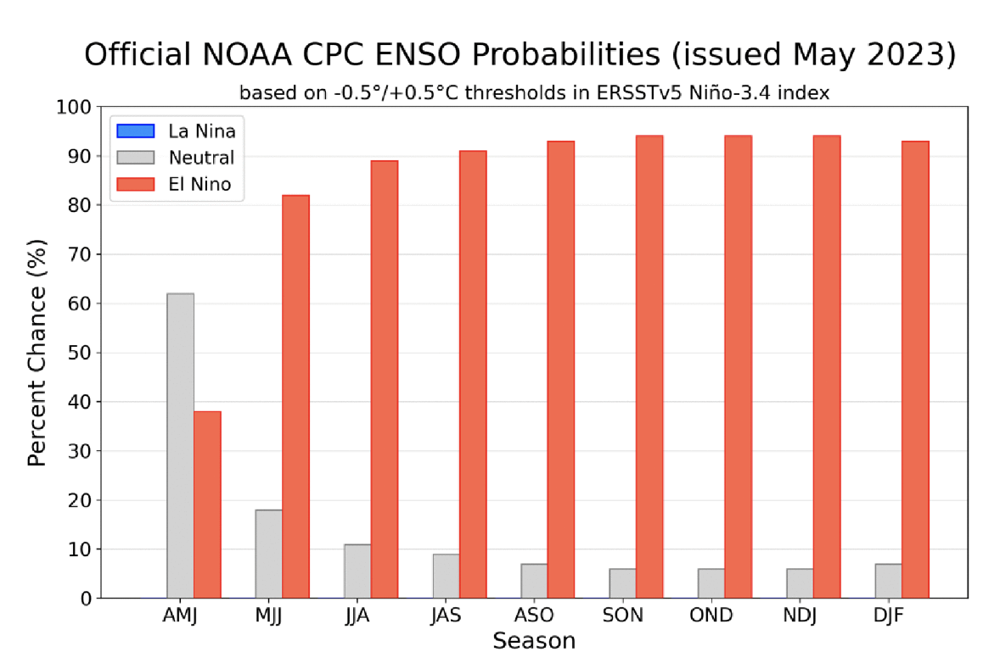 Official NOAA CPC ENSO Probabilities (issued May 2023)
based on -0.5°/+0.5°C thresholds in ERSSTv5 Niño-3.4 index
La Nina
Neutral
El Nino
Percent Chance (%)
100
90
80
70
60
50
40
30
20
10
0
AMJ MJJ JJA JAS ASO SON OND NDJ DJF
Season